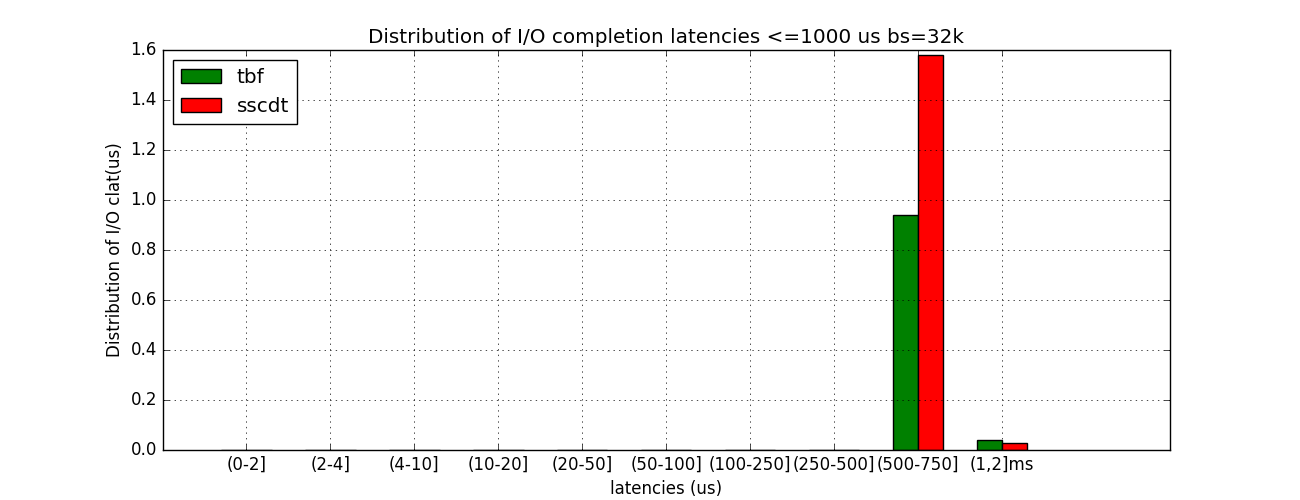 Distribution of I/O completion latencies <=1000 us bs=32k
tbf
sscdt
Distribution of I/O clat(us)
1.6
1.4
1.2
1.0
0.8
0.6
0.4
0.2
0.0
(0-2] (2-4] (4-10] (10-20] (20-50] (50-100] (100-250] (250-500] (500-750] (1,2]ms
latencies (us)